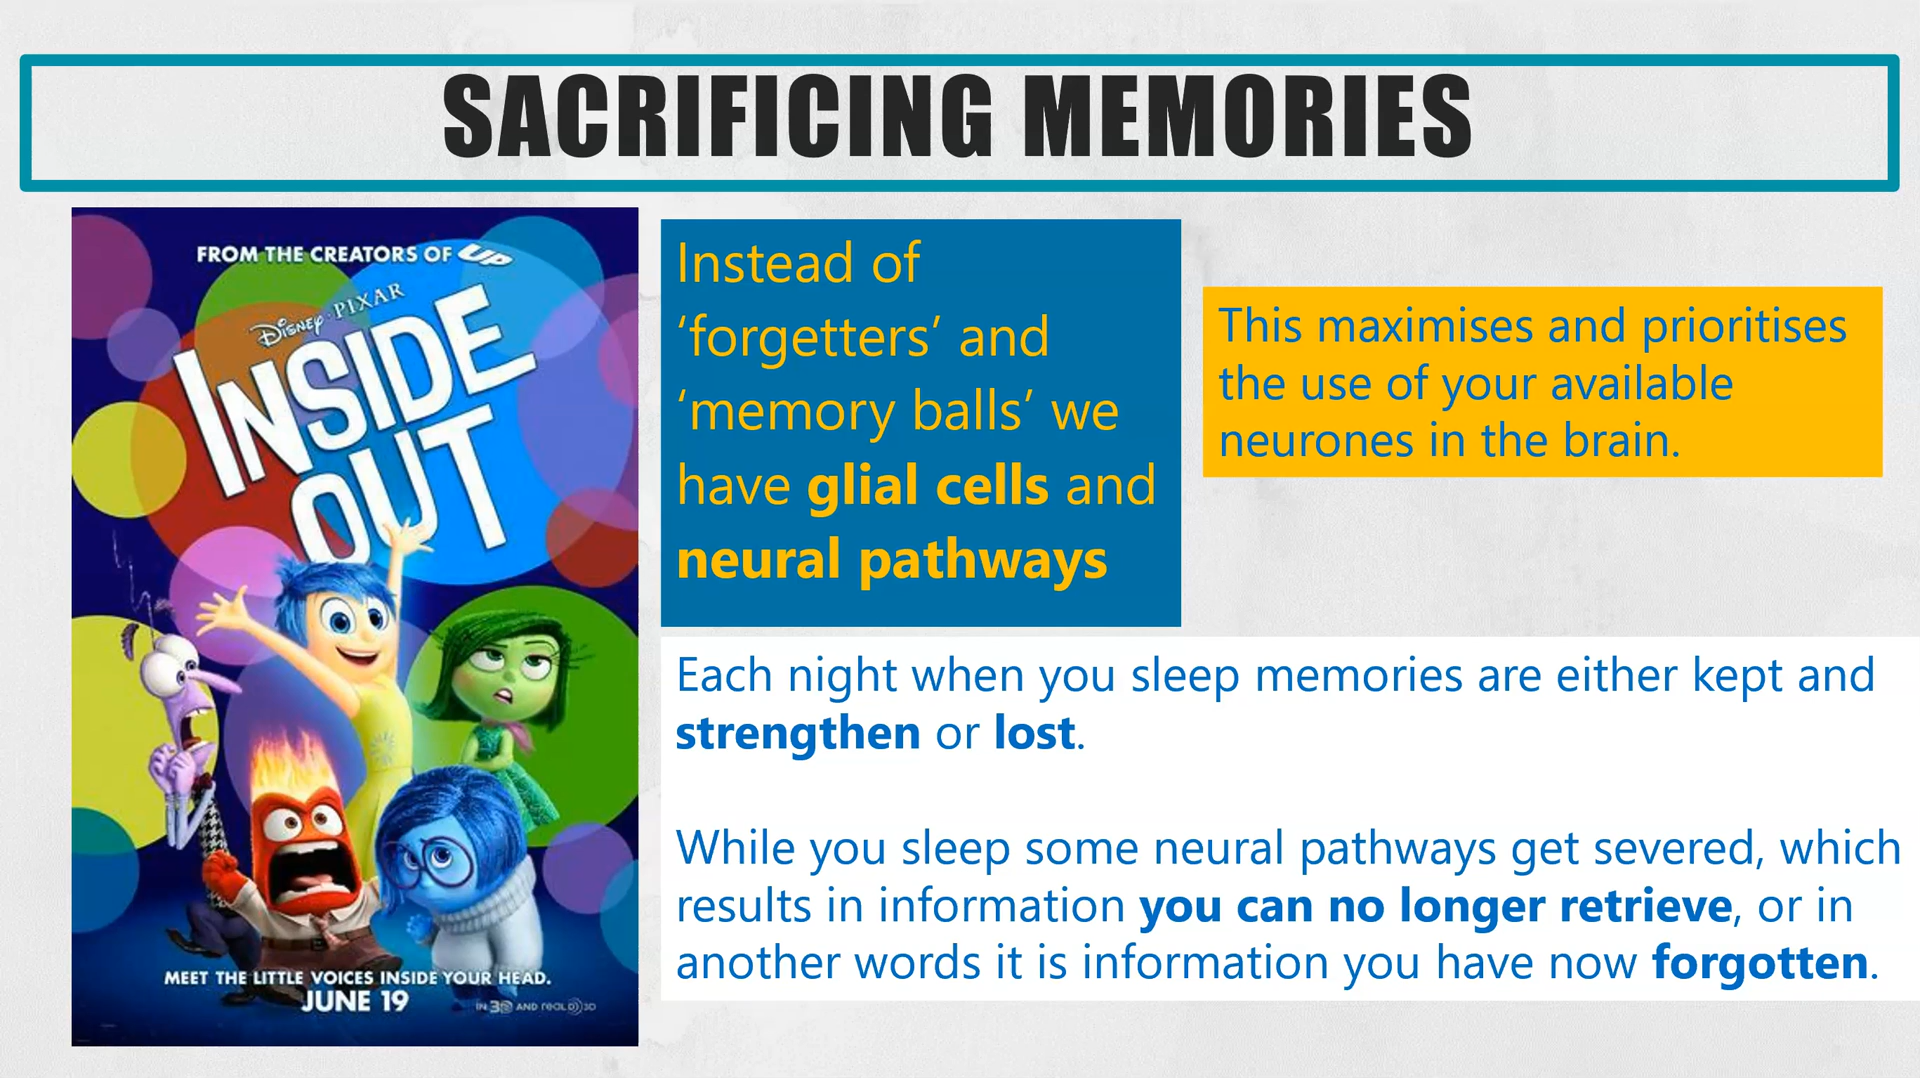 SACRIFICING MEMORIES
FROM THE CREATORS OF UP
DISNEY · PIXAR
INSIDE
OUT
MEET THE LITTLE VOICES INSIDE YOUR HEAD.
JUNE 19
IN 3D AND REAL D 3D
Instead of
‘forgetters’ and
‘memory balls’ we
have glial cells and
neural pathways
This maximises and prioritises
the use of your available
neurones in the brain.
Each night when you sleep memories are either kept and
strengthen or lost.
While you sleep some neural pathways get severed, which
results in information you can no longer retrieve, or in
another words it is information you have now forgotten.